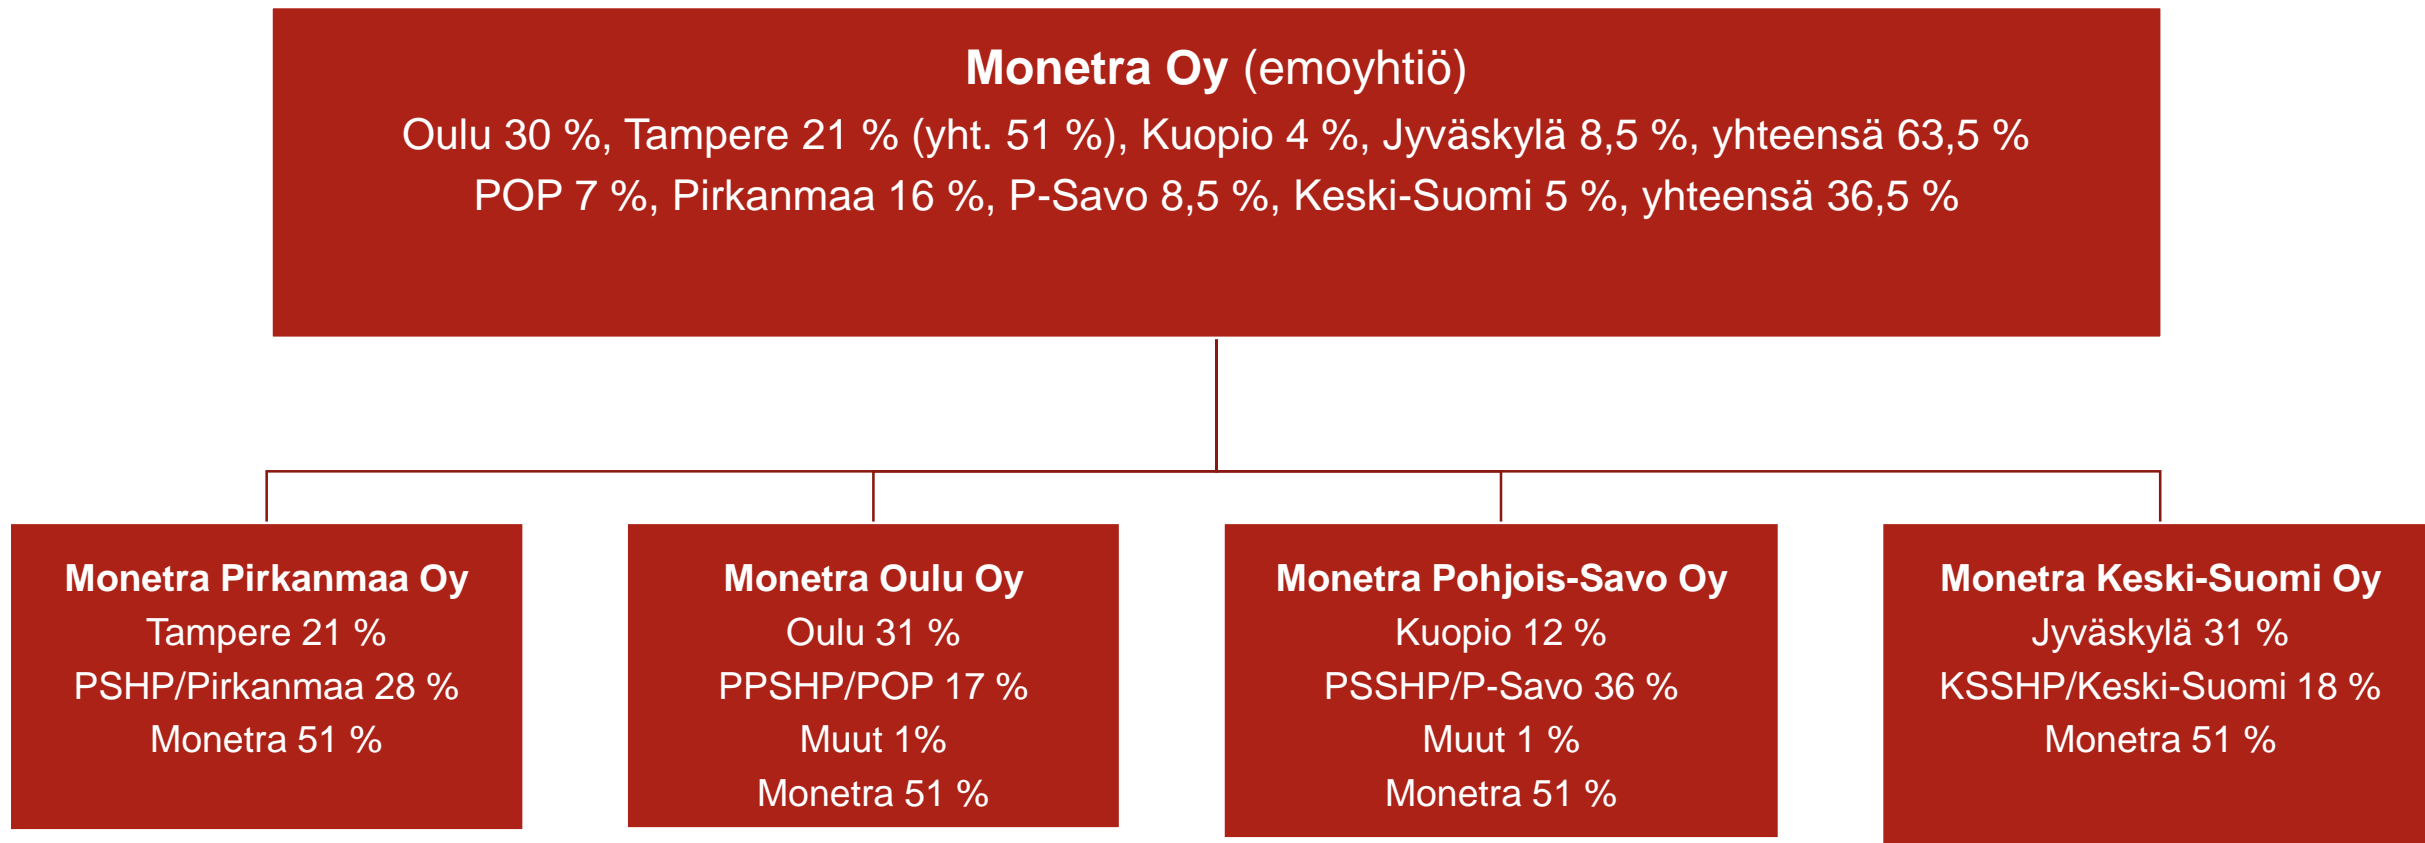 Monetra Oy (emoyhtiö)
Oulu 30 %, Tampere 21 % (yht. 51 %), Kuopio 4 %, Jyväskylä 8,5 %, yhteensä 63,5 %
POP 7 %, Pirkanmaa 16 %, P-Savo 8,5 %, Keski-Suomi 5 %, yhteensä 36,5 %
Monetra Pirkanmaa Oy
Tampere 21 %
PSHP/Pirkanmaa 28 %
Monetra 51 %
Monetra Oulu Oy
Oulu 31 %
PPSHP/POP 17 %
Muut 1%
Monetra 51 %
Monetra Pohjois-Savo Oy
Kuopio 12 %
PSSHP/P-Savo 36 %
Muut 1 %
Monetra 51 %
Monetra Keski-Suomi Oy
Jyväskylä 31 %
KSSHP/Keski-Suomi 18 %
Monetra 51 %